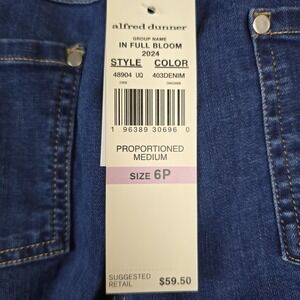 alfred dunner
GROUP NAME
IN FULL BLOOM
2024
STYLE COLOR
48904 UQ 403DENIM
1 96389 30696 0
PROPORTIONED
MEDIUM
SIZE 6P
SUGGESTED
RETAIL $59.50